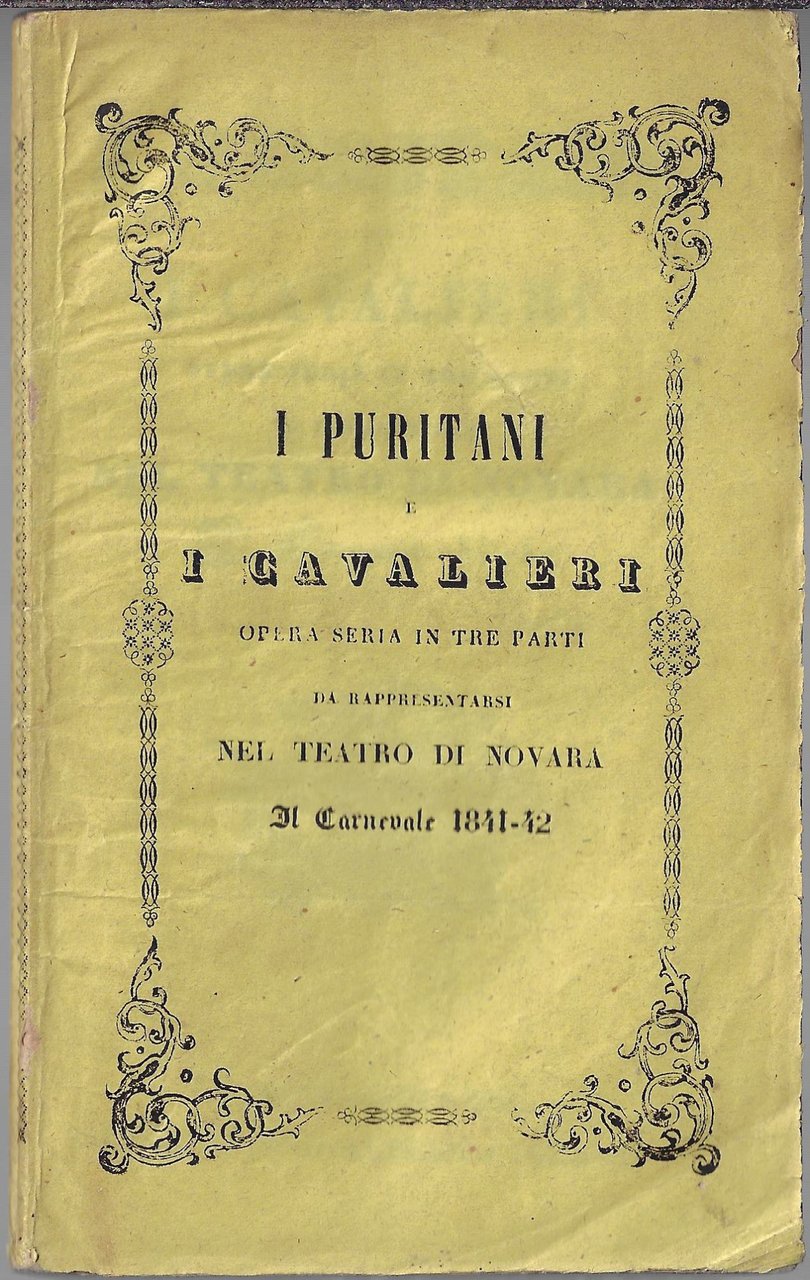 I PURITANI
E
I CAVALIERI
OPERA SERIA IN TRE PARTI
DA RAPPRESENTARSI
NEL TEATRO DI NOVARA
Il Carnevale 1841-42